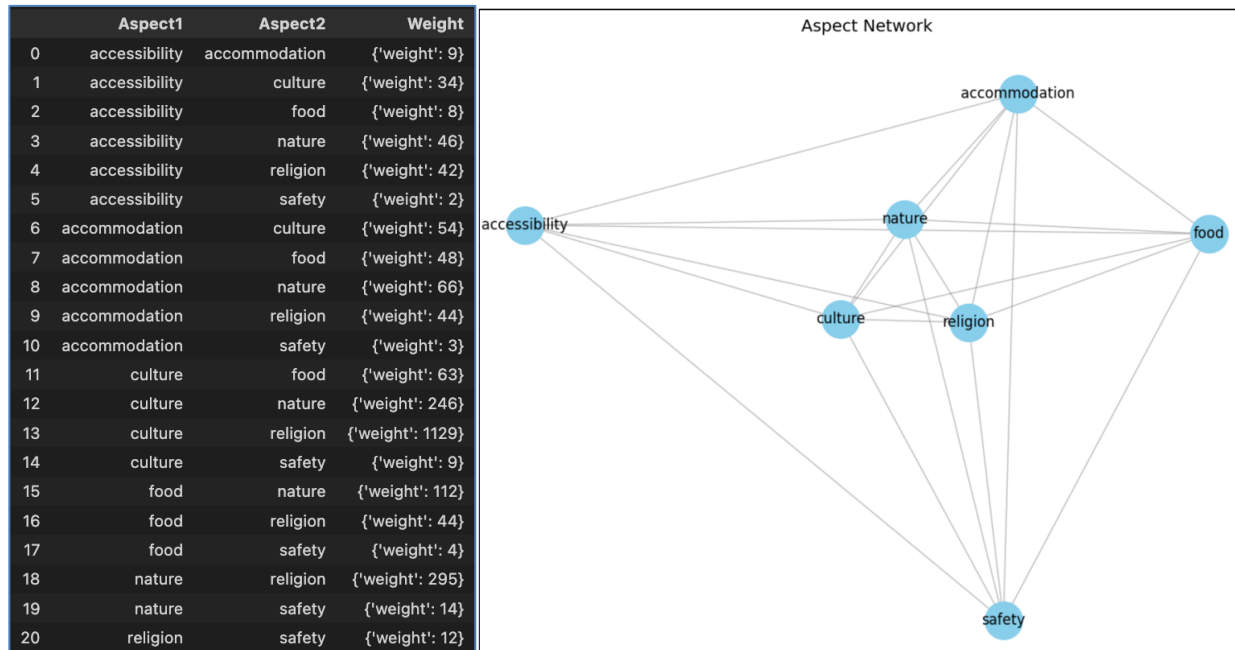 Aspect1 Aspect2 Weight
0 accessibility accommodation {'weight': 9}
1 accessibility culture {'weight': 34}
2 accessibility food {'weight': 8}
3 accessibility nature {'weight': 46}
4 accessibility religion {'weight': 42}
5 accessibility safety {'weight': 2}
6 accommodation culture {'weight': 54}
7 accommodation food {'weight': 48}
8 accommodation nature {'weight': 66}
9 accommodation religion {'weight': 44}
10 accommodation safety {'weight': 3}
11 culture food {'weight': 63}
12 culture nature {'weight': 246}
13 culture religion {'weight': 1129}
14 culture safety {'weight': 9}
15 food nature {'weight': 112}
16 food religion {'weight': 44}
17 food safety {'weight': 4}
18 nature religion {'weight': 295}
19 nature safety {'weight': 14}
20 religion safety {'weight': 12}
Aspect Network
accommodation
accessibility
nature
food
culture
religion
safety